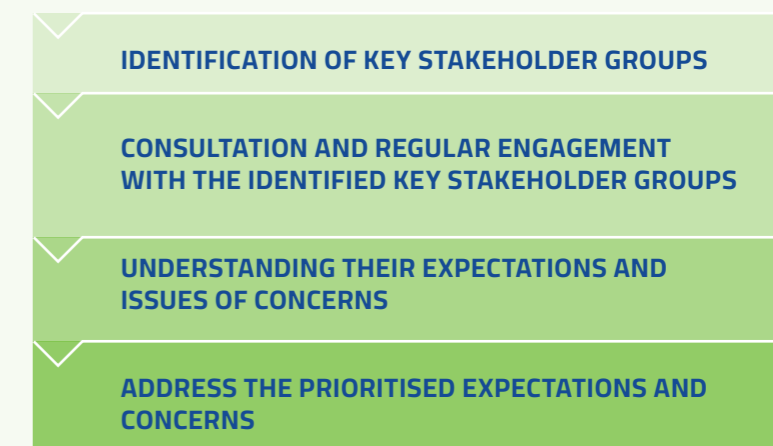 IDENTIFICATION OF KEY STAKEHOLDER GROUPS
CONSULTATION AND REGULAR ENGAGEMENT
WITH THE IDENTIFIED KEY STAKEHOLDER GROUPS
UNDERSTANDING THEIR EXPECTATIONS AND
ISSUES OF CONCERNS
ADDRESS THE PRIORITISED EXPECTATIONS AND
CONCERNS